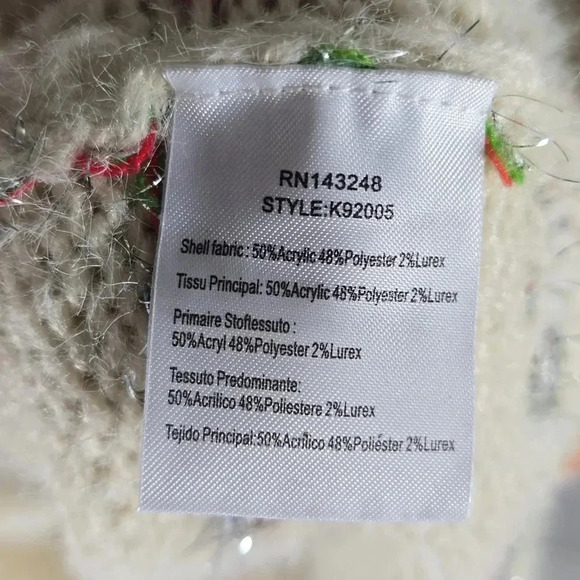 RN143248
STYLE:K92005
Shell fabric : 50%Acrylic 48%Polyester 2%Lurex
Tissu Principal: 50%Acrylic 48%Polyester 2%Lurex
Primaire Stoftessuto :
50%Acryl 48%Polyester 2%Lurex
Tessuto Predominante:
50%Acrilico 48%Poliestere 2%Lurex
Tejido Principal:50%Acrílico 48%Poliéster 2%Lurex